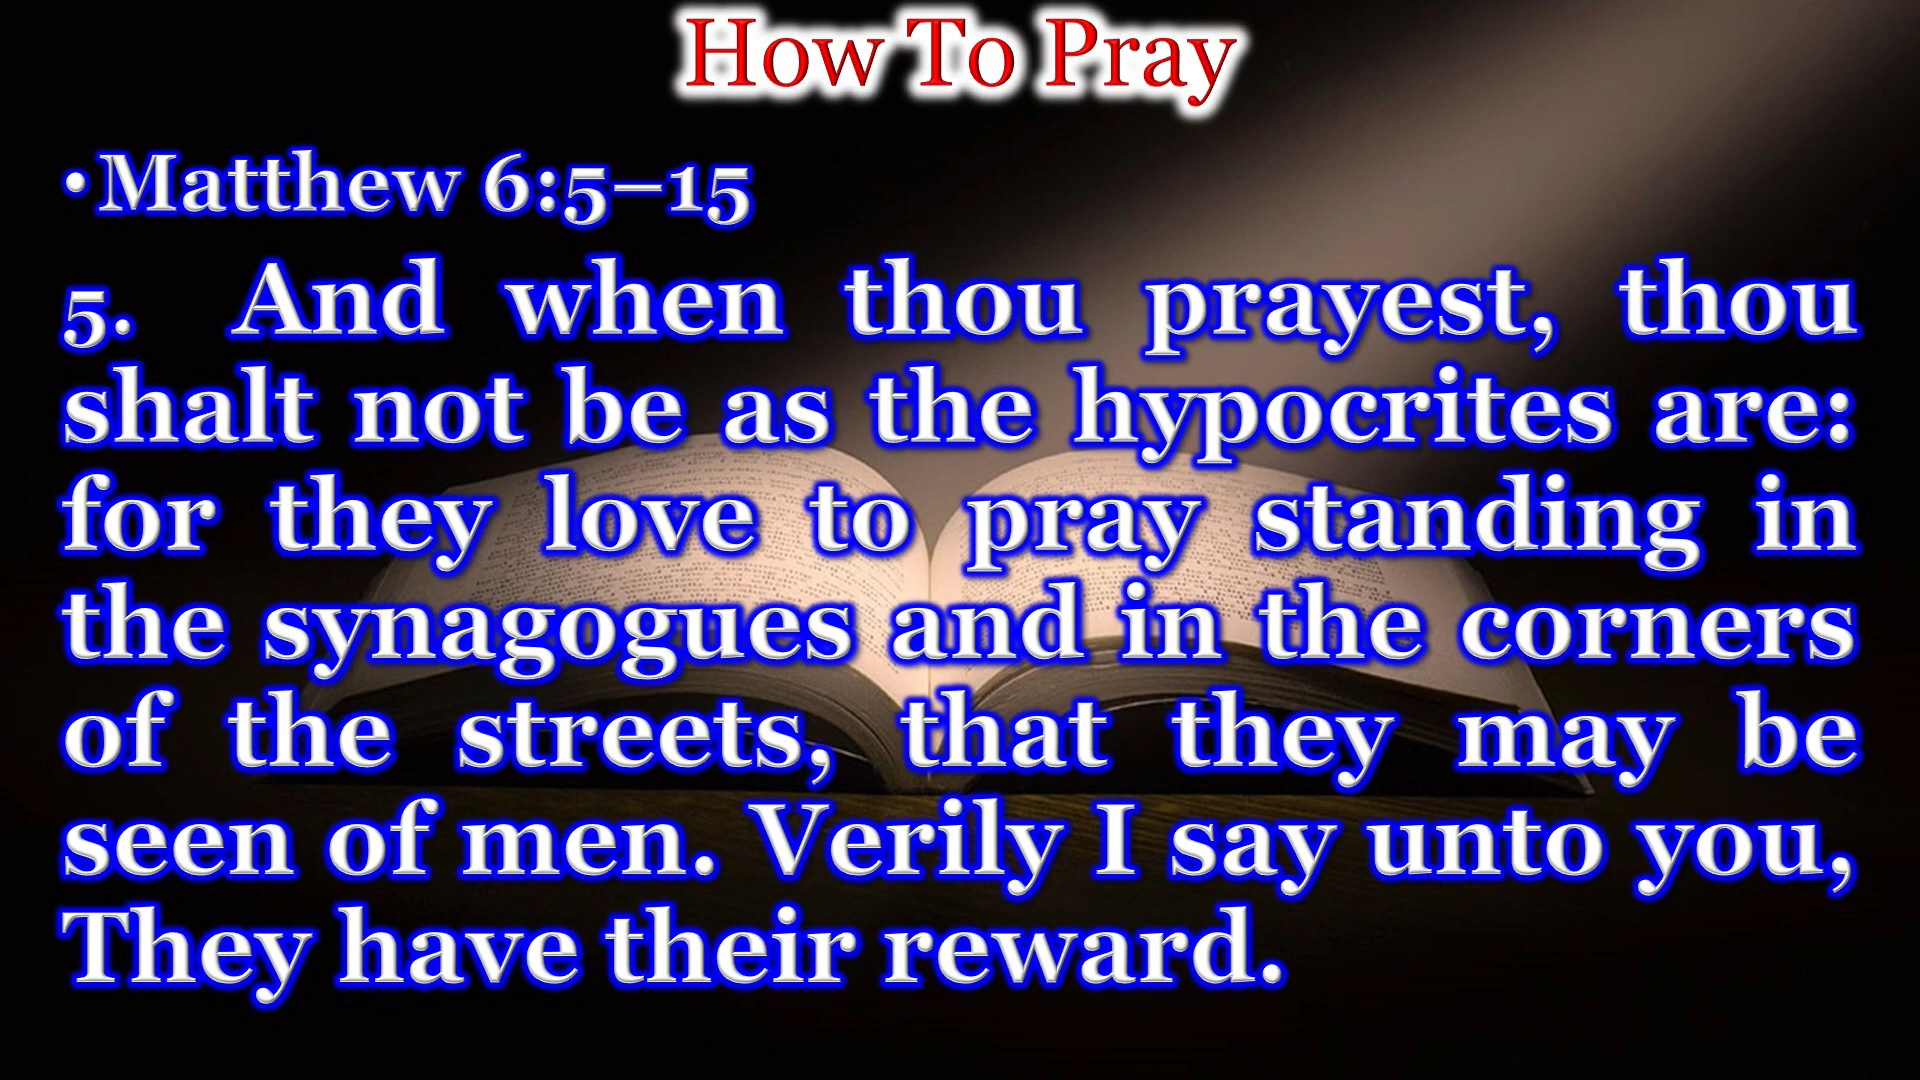 How To Pray
•Matthew 6:5–15
5. And when thou prayest, thou
shalt not be as the hypocrites are:
for they love to pray standing in
the synagogues and in the corners
of the streets, that they may be
seen of men. Verily I say unto you,
They have their reward.